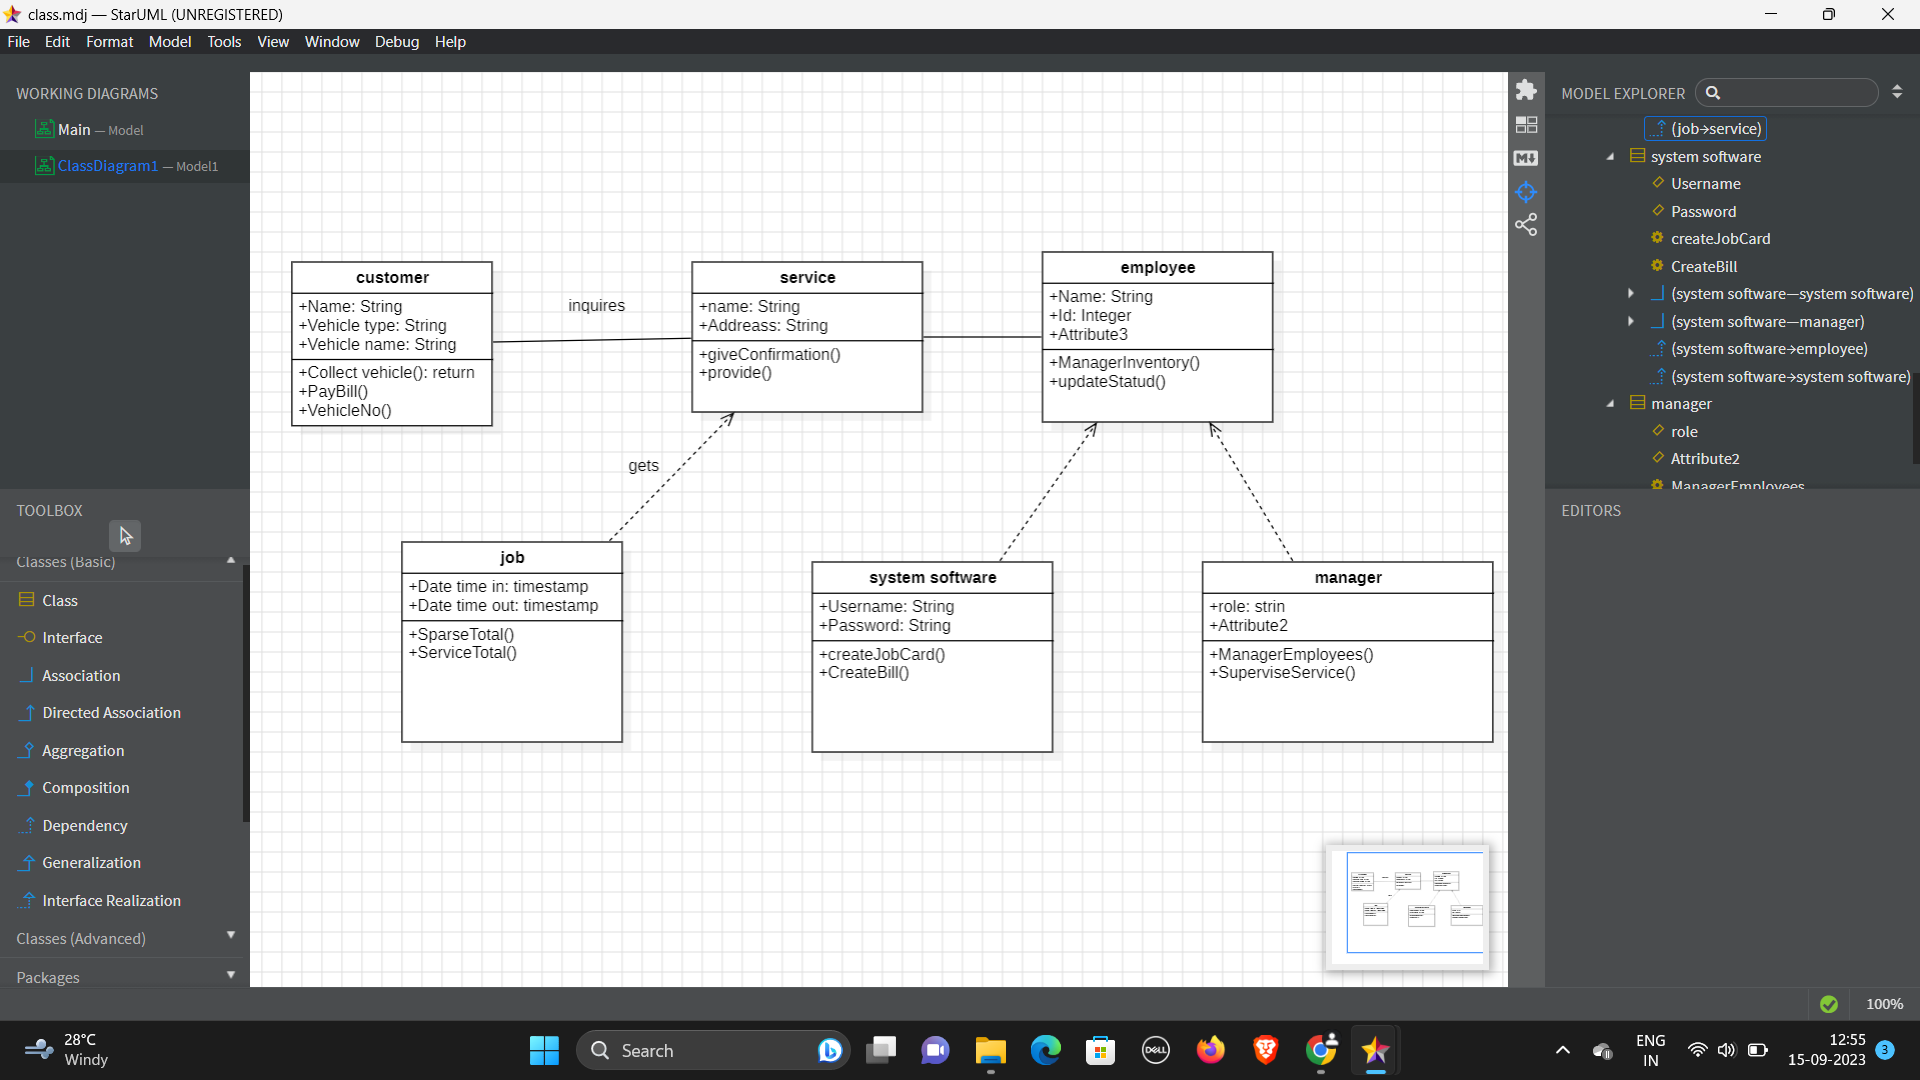 class.mdj — StarUML (UNREGISTERED)
File Edit Format Model Tools View Window Debug Help
WORKING DIAGRAMS
Main — Model
ClassDiagram1 — Model1
TOOLBOX
Classes (Basic)
Class
Interface
Association
Directed Association
Aggregation
Composition
Dependency
Generalization
Interface Realization
Classes (Advanced)
Packages
customer
+Name: String
+Vehicle type: String
+Vehicle name: String
+Collect vehicle(): return
+PayBill()
+VehicleNo()
inquires
service
+name: String
+Addreass: String
+giveConfirmation()
+provide()
employee
+Name: String
+Id: Integer
+Attribute3
+ManagerInventory()
+updateStatud()
gets
job
+Date time in: timestamp
+Date time out: timestamp
+SparseTotal()
+ServiceTotal()
system software
+Username: String
+Password: String
+createJobCard()
+CreateBill()
manager
+role: strin
+Attribute2
+ManagerEmployees()
+SuperviseService()
MODEL EXPLORER
(job→service)
system software
Username
Password
createJobCard
CreateBill
(system software—system software)
(system software—manager)
(system software→employee)
(system software→system software)
manager
role
Attribute2
ManagerEmployees
EDITORS
100%
28°C
Windy
Search
DELL
ENG
IN
12:55
15-09-2023
3